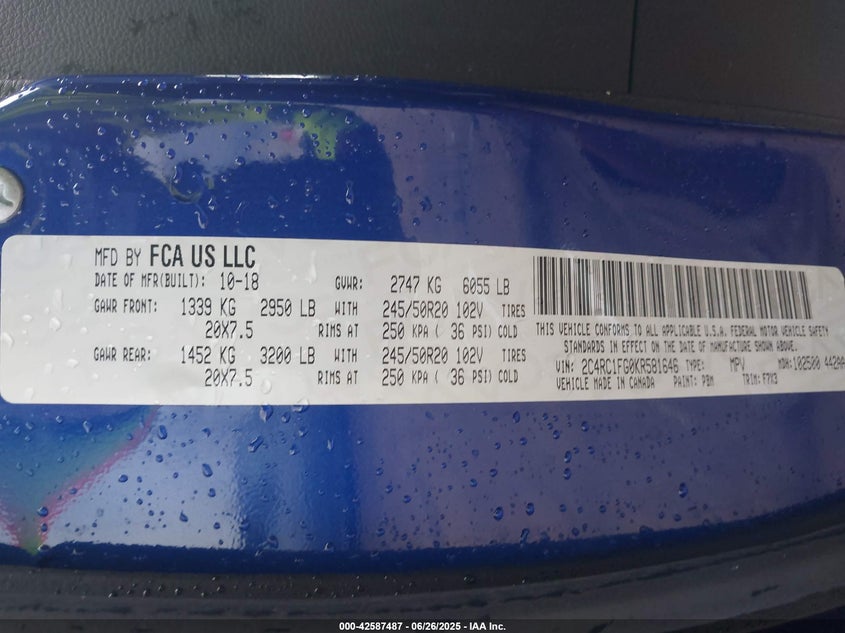 MFD BY FCA US LLC
DATE OF MFR(BUILT): 10-18 GVWR: 2747 KG 6055 LB
GAWR FRONT: 1339 KG 2950 LB WITH 245/50R20 102V TIRES
20X7.5 RIMS AT 250 KPA ( 36 PSI) COLD
GAWR REAR: 1452 KG 3200 LB WITH 245/50R20 102V TIRES
20X7.5 RIMS AT 250 KPA ( 36 PSI) COLD
THIS VEHICLE CONFORMS TO ALL APPLICABLE U.S.A. FEDERAL MOTOR VEHICLE SAFETY
STANDARDS IN EFFECT ON THE DATE OF MANUFACTURE SHOWN ABOVE.
VIN: 2C4RC1FG0KR581646 TYPE: MPV MDH: 102500 442AA
VEHICLE MADE IN CANADA PAINT: PBM TRIM: F7X3
000-42587487 - 06/26/2025 - IAA Inc.